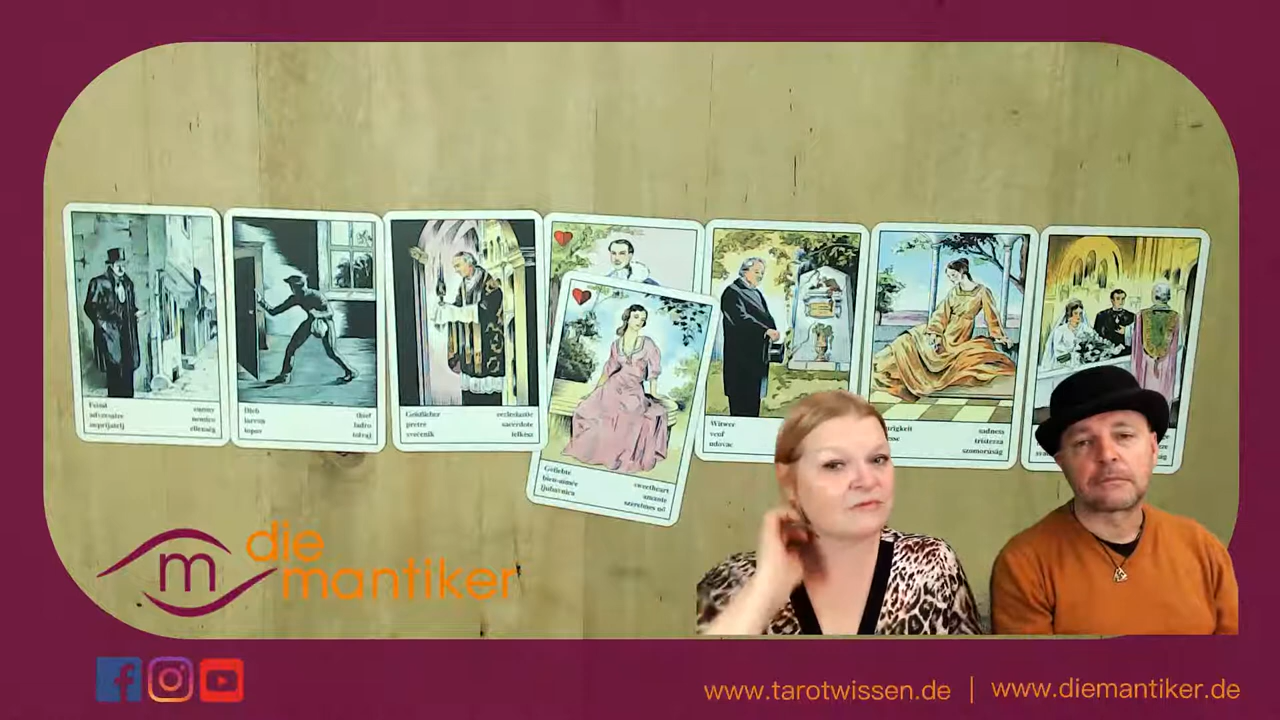 Feind enemy
adversaire nemico
neprijatelj ellenség
Dieb thief
larron ladro
lopov tolvaj
Geistlicher ecclesiastic
pretre sacerdote
svećenik lelkész
Geliebte sweetheart
bien-aimée amante
ljubavnica szerelmes nő
Witwer
veuf
udovac
sadness
tristezza
szomorúság
m
die
mantiker
www.tarotwissen.de | www.diemantiker.de